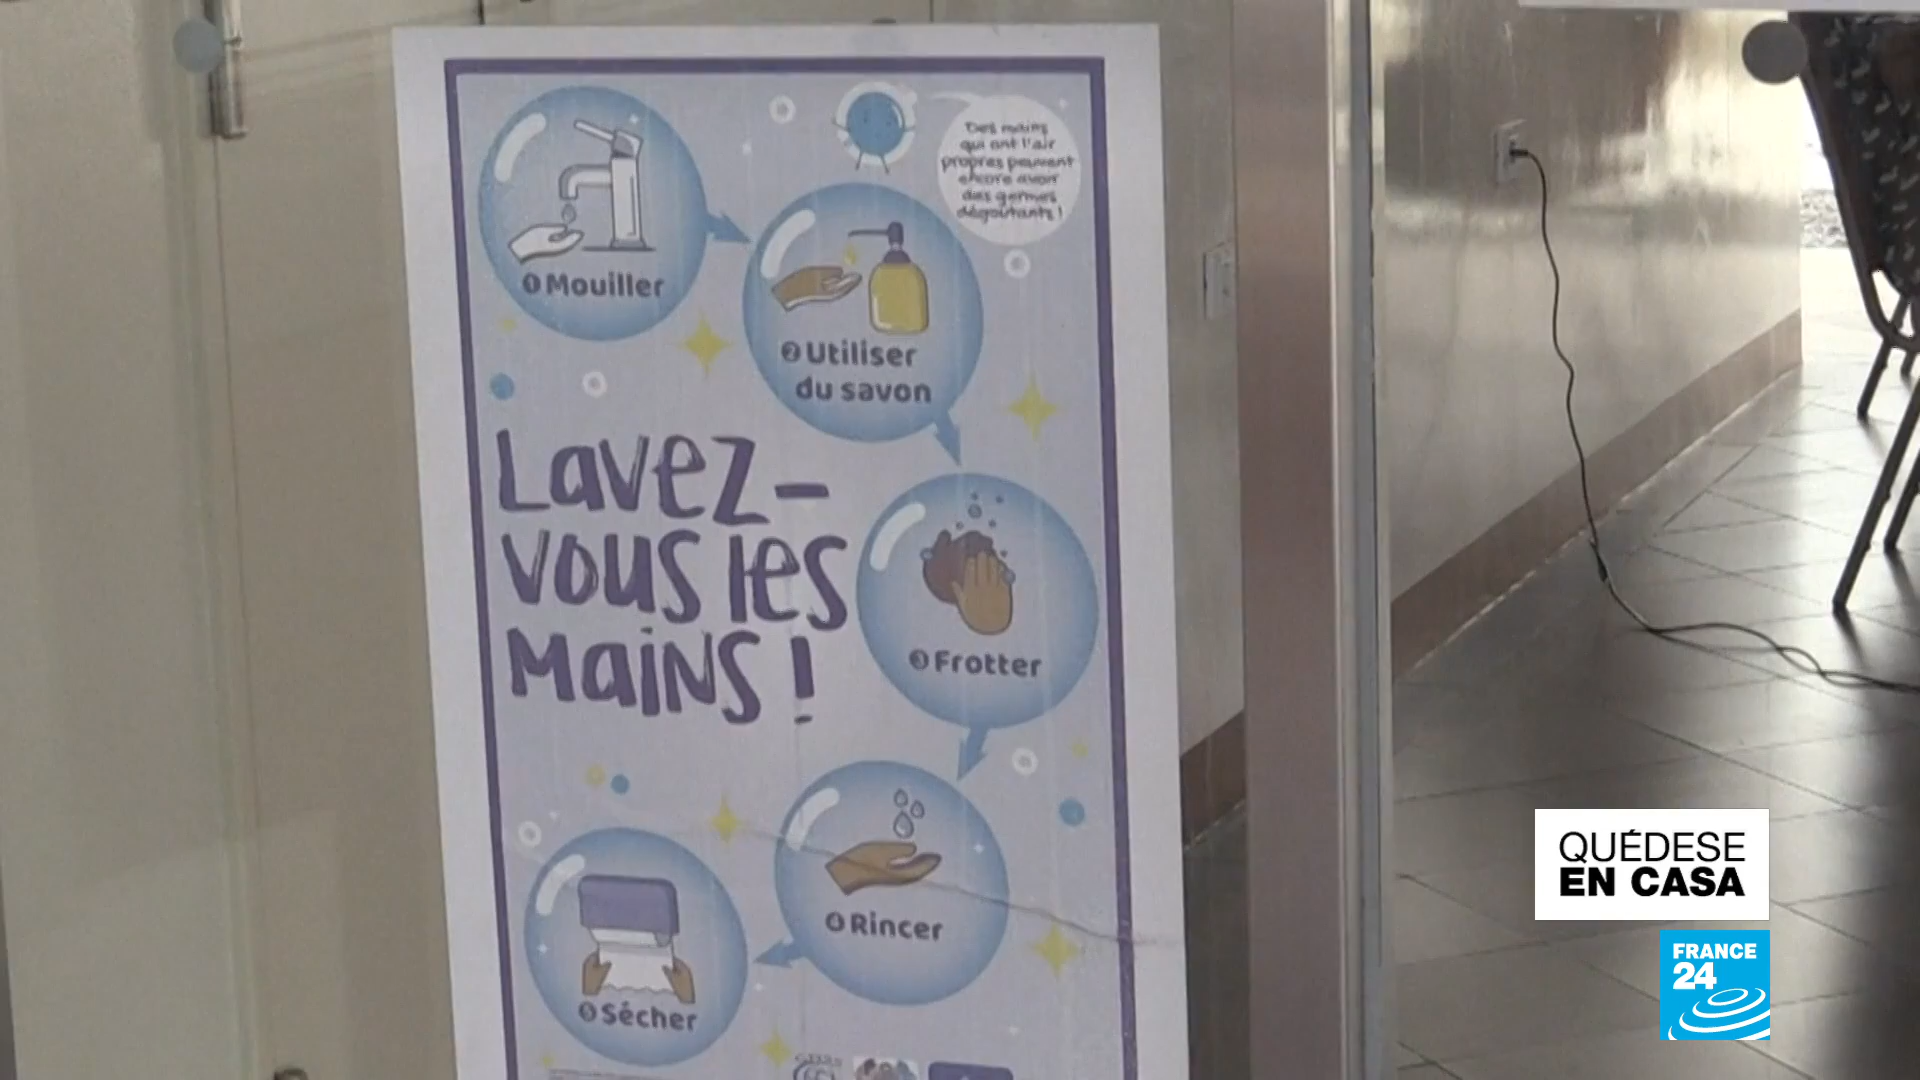 Des mains
qui ont l'air
propres peuvent
encore avoir
des germes
dégoûtants !
1 Mouiller
2 Utiliser
du savon
Lavez-
vous les
mains !
3 Frotter
4 Rincer
5 Sécher
QUÉDESE
EN CASA
FRANCE
24